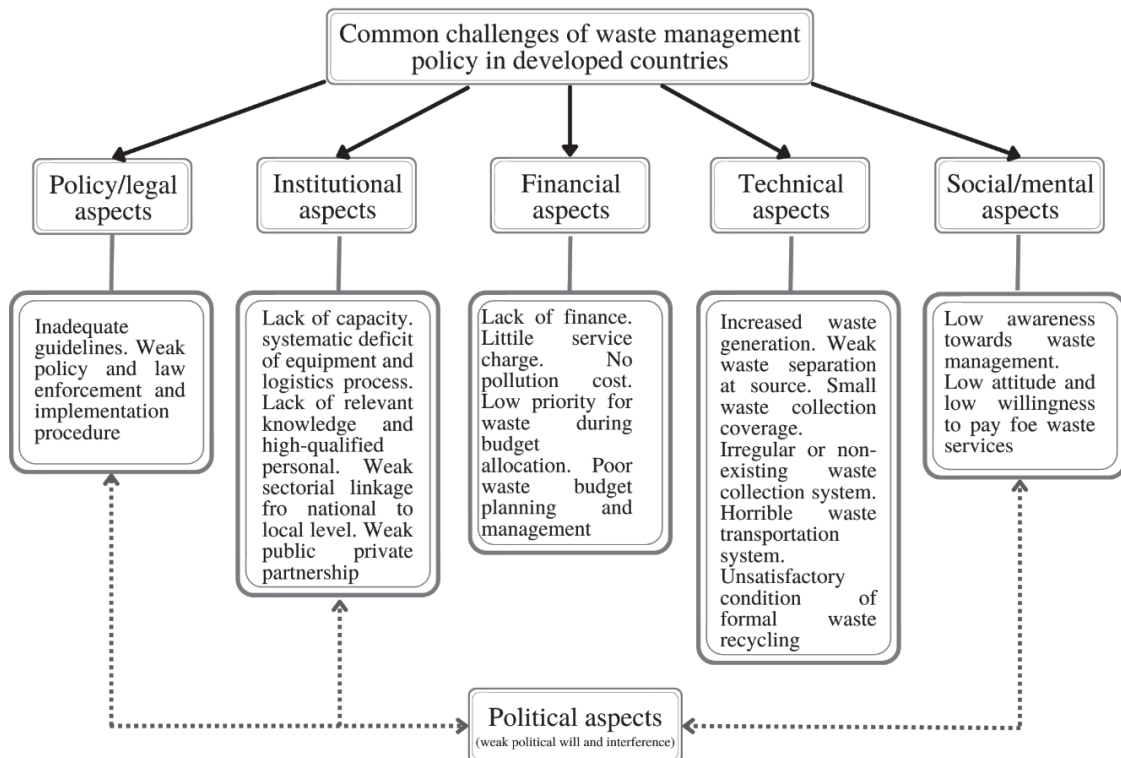 Common challenges of waste management
policy in developed countries
Policy/legal
aspects
Institutional
aspects
Financial
aspects
Technical
aspects
Social/mental
aspects
Inadequate
guidelines. Weak
policy and law
enforcement and
implementation
procedure
Lack of capacity.
systematic deficit
of equipment and
logistics process.
Lack of relevant
knowledge and
high-qualified
personal. Weak
sectorial linkage
fro national to
local level. Weak
public private
partnership
Lack of finance.
Littile service
charge. No
pollution cost.
Low priority for
waste during
budget
allocation. Poor
waste budget
planning and
management
Increased waste
generation. Weak
waste separation
at source. Small
waste collection
coverage.
Irregular or non-
existing waste
collection system.
Horrible waste
transportation
system.
Unsatisfactory
condition of
formal waste
recycling
Low awareness
towards waste
management.
Low attitude and
low willingness
to pay foe waste
services
Political aspects
(weak political will and interference)